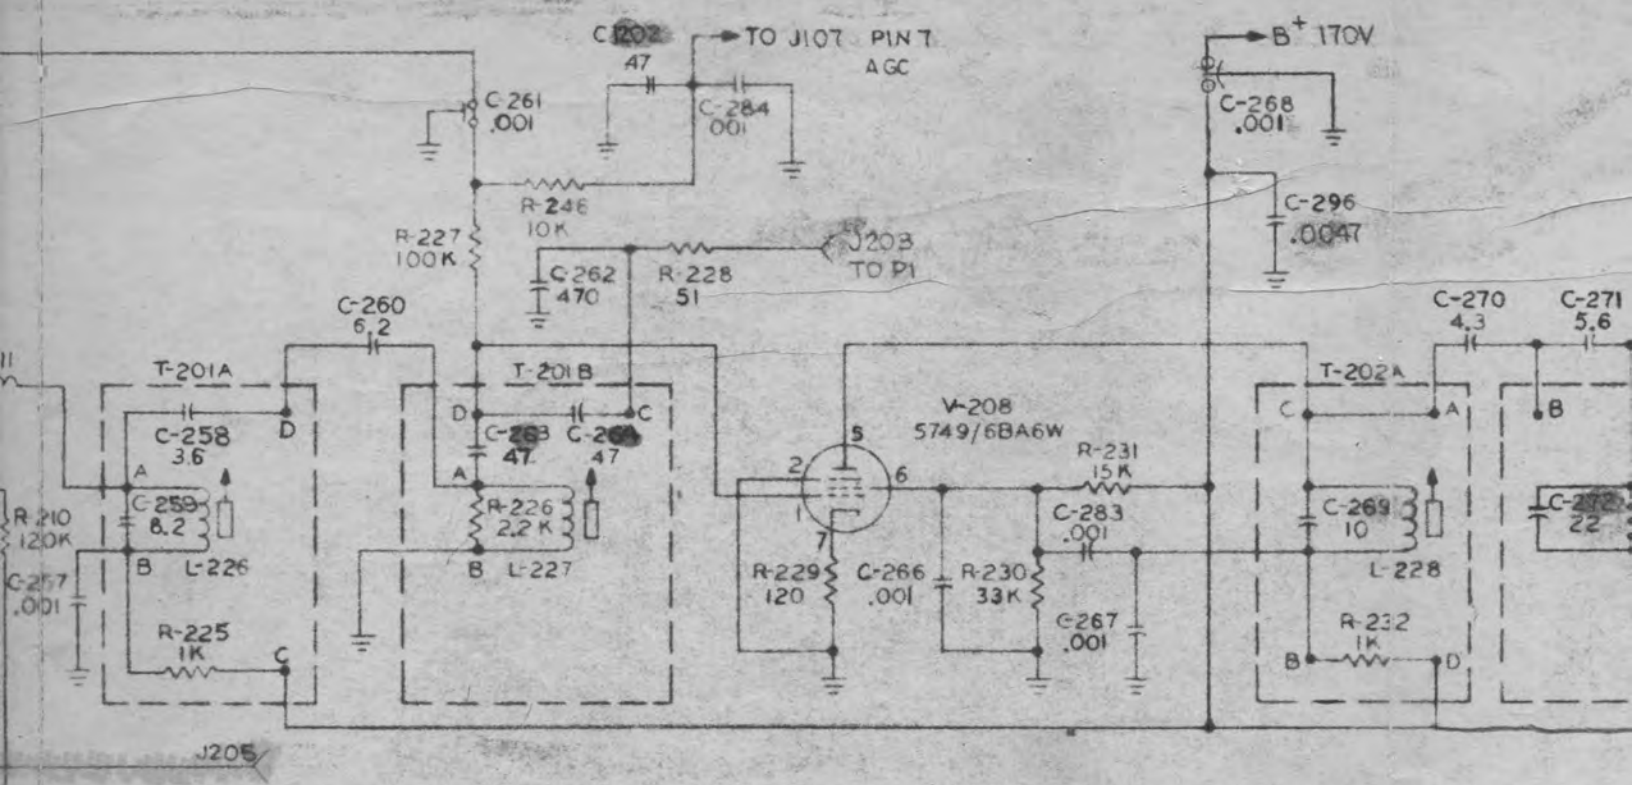 TO J107 PIN 7
AGC
B+ 170V
C1202
47
C-284
001
C-261
.001
C-268
.001
R-246
10K
C-296
.0047
R-227
100K
J203
TO P1
C-262
470
R-228
51
C-260
6.2
C-270
4.3
C-271
5.6
11
T-201A
T-201B
T-202A
D
C
C
A
B
V-208
5749/6BA6W
C-258
3.6
D
C-263
47
C-264
47
A
A
2
5
6
1
7
R-231
15K
C-259
8.2
R-226
2.2K
C-283
.001
C-269
10
C-272
22
R-210
120K
B
L-226
B
L-227
L-228
C-257
.001
R-229
120
C-266
.001
R-230
33K
C-267
.001
R-225
1K
C
R-232
1K
B
D
J205